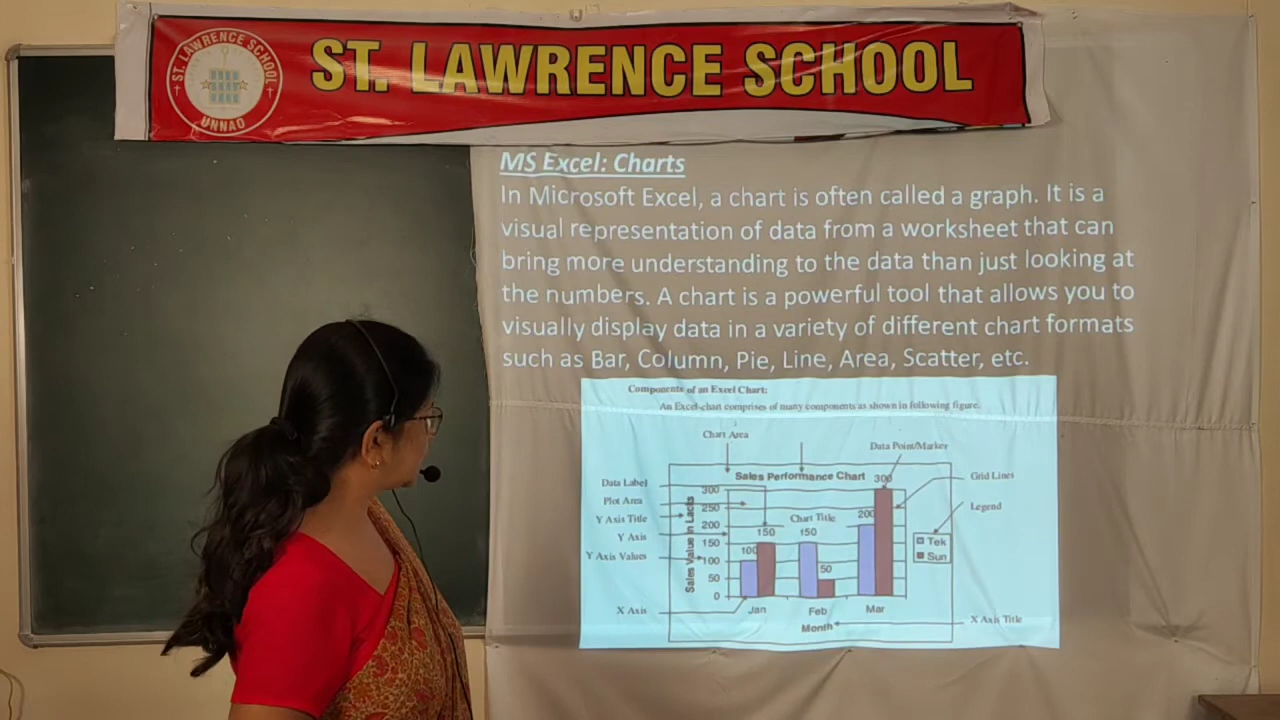 ST. LAWRENCE SCHOOL
UNNAO
ST. LAWRENCE SCHOOL
MS Excel: Charts
In Microsoft Excel, a chart is often called a graph. It is a
visual representation of data from a worksheet that can
bring more understanding to the data than just looking at
the numbers. A chart is a powerful tool that allows you to
visually display data in a variety of different chart formats
such as Bar, Column, Pie, Line, Area, Scatter, etc.
Components of an Excel Chart:
An Excel-chart comprises of many components as shown in following figure.
Chart Area
Data Point/Marker
Sales Performance Chart
Grid Lines
Data Label
Plot Area
Y Axis Title
Y Axis
Y Axis Values
Legend
Sales Value in Lacs
300
250
200
150
100
50
0
100
150
Chart Title
150
50
200
300
Tek
Sun
Jan
Feb
Mar
X Axis
Month
X Axis Title